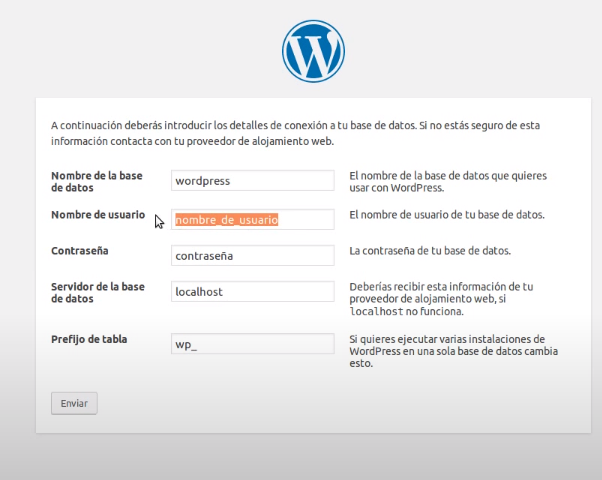 A continuación deberás introducir los detalles de conexión a tu base de datos. Si no estás seguro de esta
información contacta con tu proveedor de alojamiento web.
Nombre de la base
de datos
wordpress
El nombre de la base de datos que quieres
usar con WordPress.
Nombre de usuario
nombre_de_usuario
El nombre de usuario de tu base de datos.
Contraseña
contraseña
La contraseña de tu base de datos.
Servidor de la base
de datos
localhost
Deberías recibir esta información de tu
proveedor de alojamiento web, si
localhost no funciona.
Prefijo de tabla
wp_
Si quieres ejecutar varias instalaciones de
WordPress en una sola base de datos cambia
esto.
Enviar